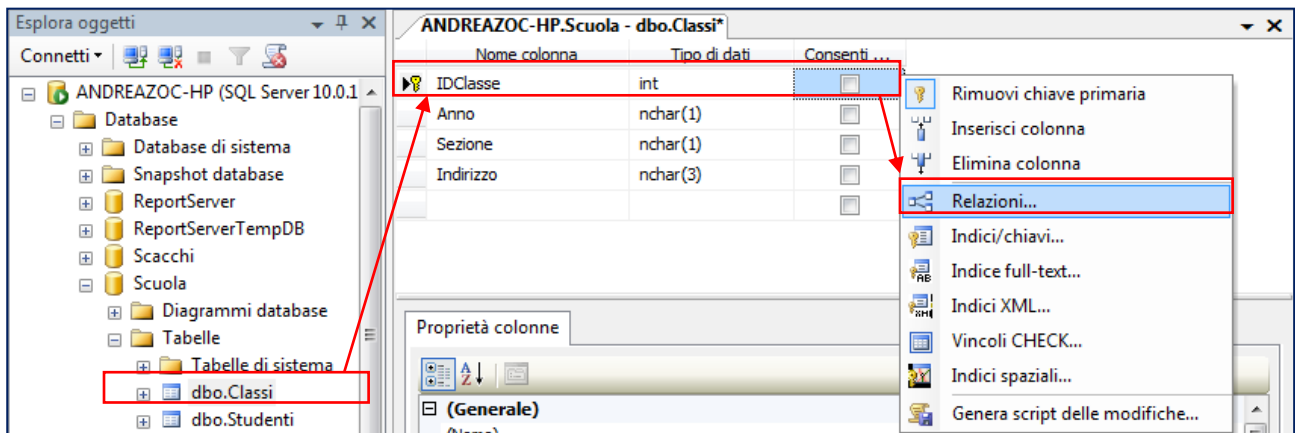 Esplora oggetti
Connetti
ANDREAZOC-HP (SQL Server 10.0.1
Database
Database di sistema
Snapshot database
ReportServer
ReportServerTempDB
Scacchi
Scuola
Diagrammi database
Tabelle
Tabelle di sistema
dbo.Classi
dbo.Studenti
ANDREAZOC-HP.Scuola - dbo.Classi*
Nome colonna Tipo di dati Consenti ...
IDClasse int
Anno nchar(1)
Sezione nchar(1)
Indirizzo nchar(3)
Proprietà colonne
(Generale)
(Name)
Rimuovi chiave primaria
Inserisci colonna
Elimina colonna
Relazioni...
Indici/chiavi...
Indice full-text...
Indici XML...
Vincoli CHECK...
Indici spaziali...
Genera script delle modifiche...